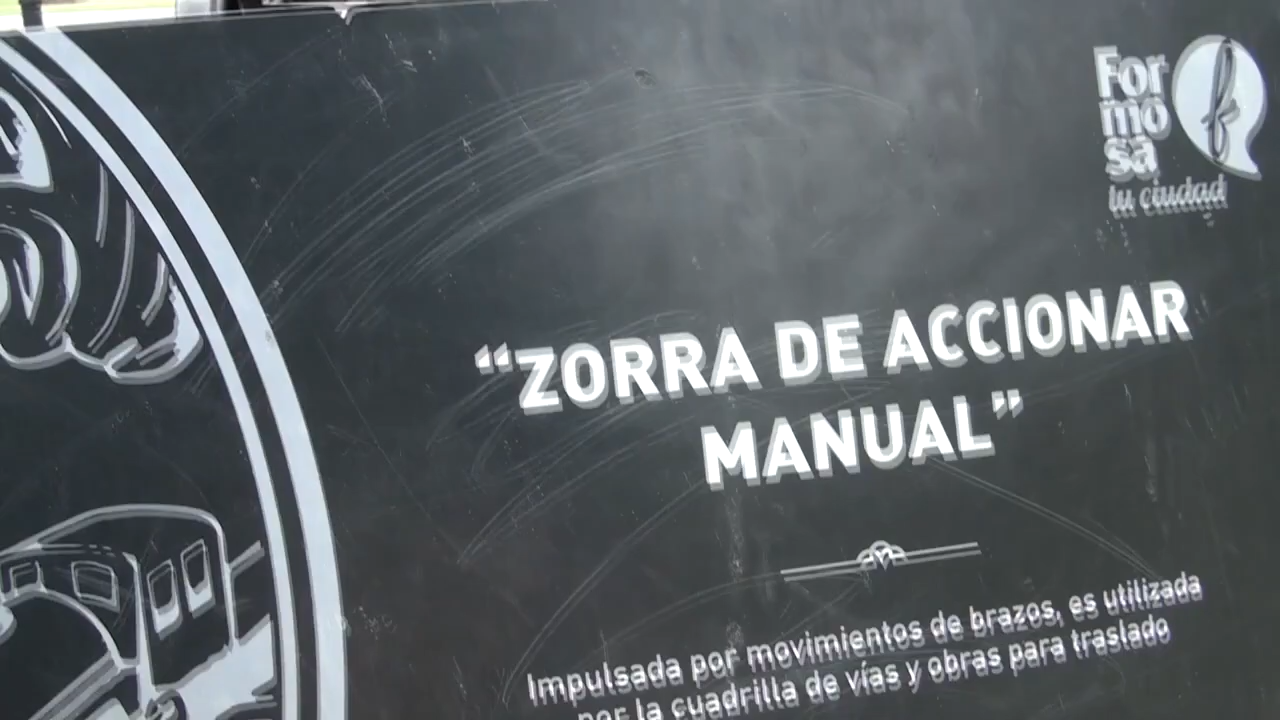 For
mo
sa
tu ciudad
“ZORRA DE ACCIONAR
MANUAL”
Impulsada por movimientos de brazos, es utilizada
por la cuadrilla de vías y obras para traslado